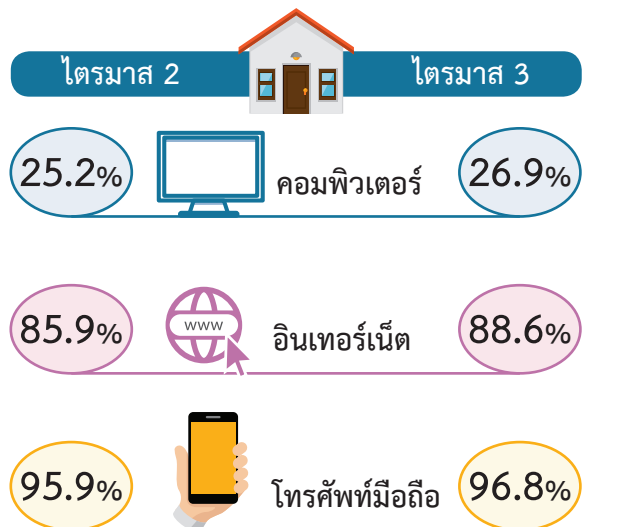 ไตรมาส 2 ไตรมาส 3
25.2% คอมพิวเตอร์ 26.9%
85.9% www อินเทอร์เน็ต 88.6%
95.9% โทรศัพท์มือถือ 96.8%